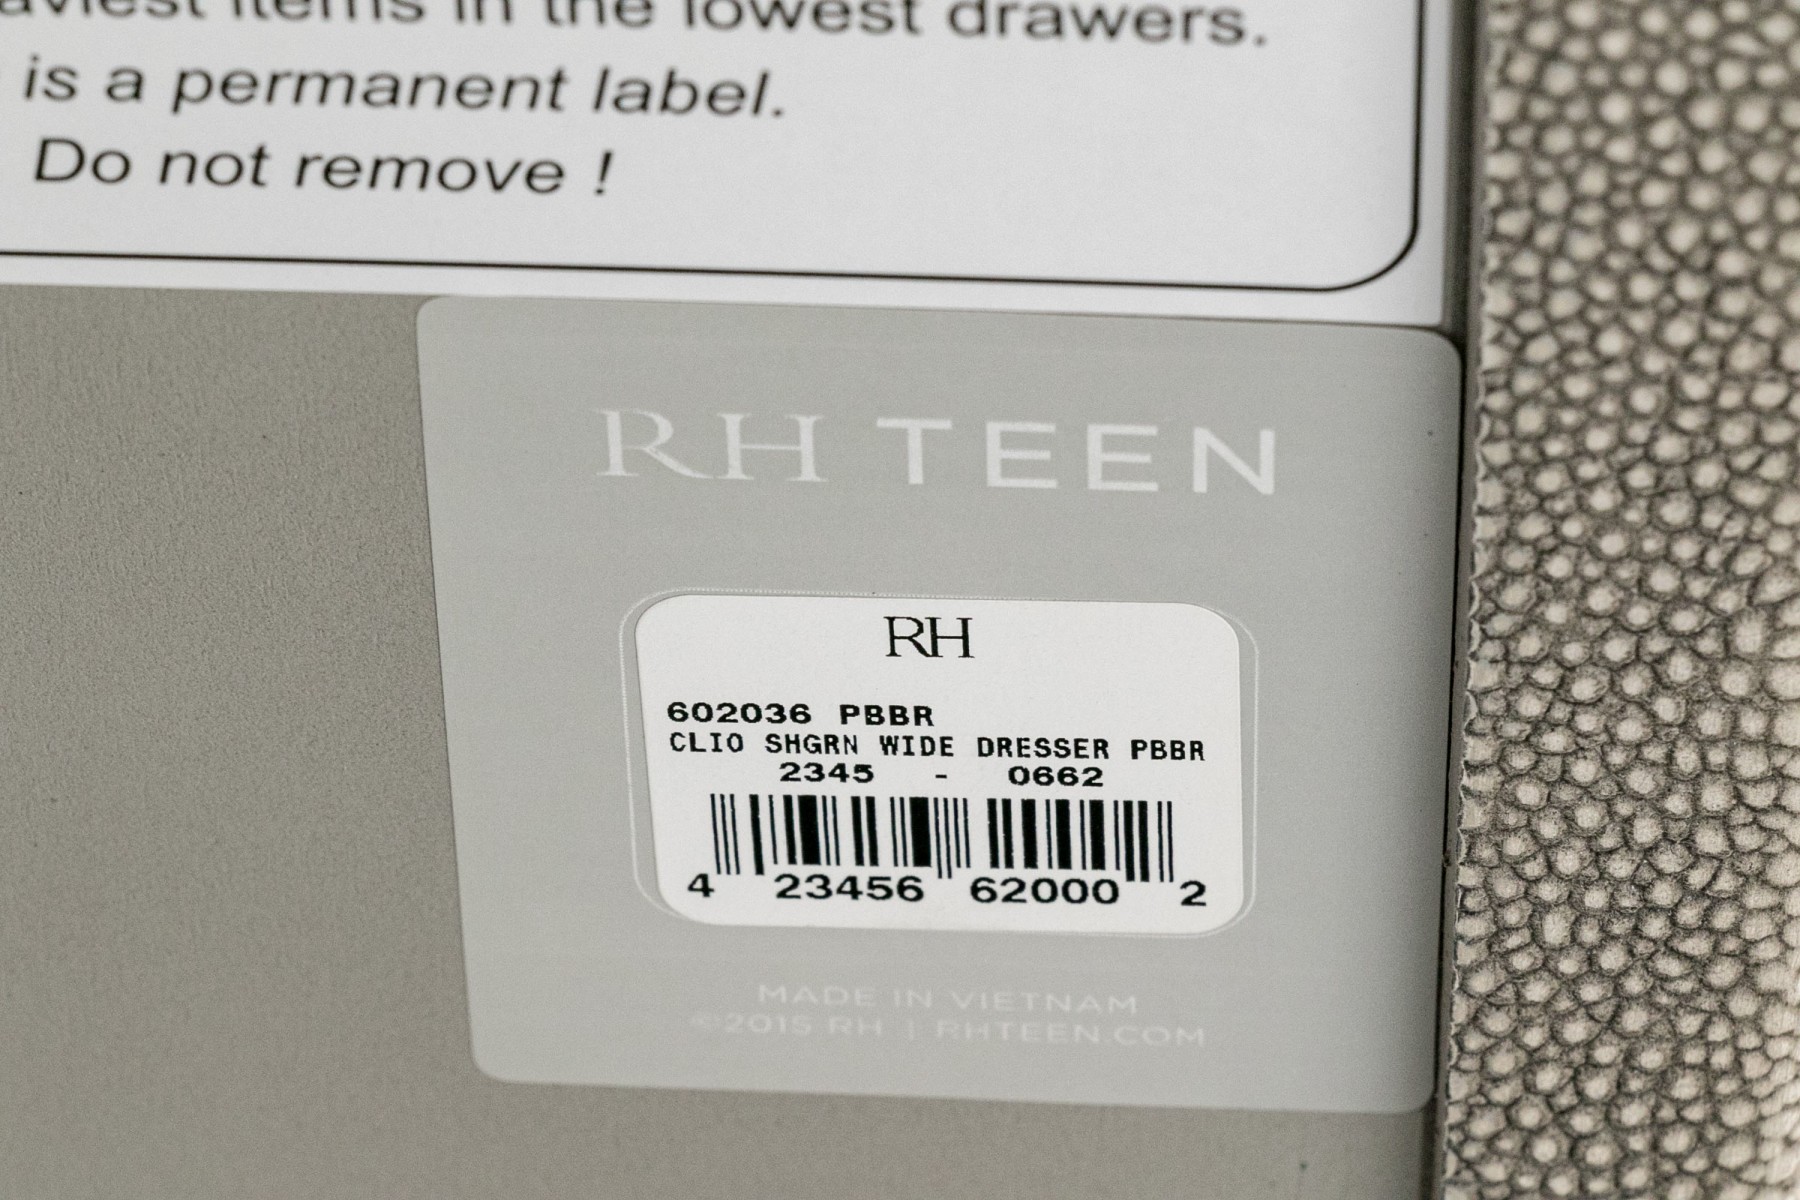 items in the lowest drawers.
is a permanent label.
Do not remove !
RH TEEN
RH
602036 PBBR
CLIO SHGRN WIDE DRESSER PBBR
2345 - 0662
4 23456 62000 2
MADE IN VIETNAM
©2015 RH | RHTEEN.COM